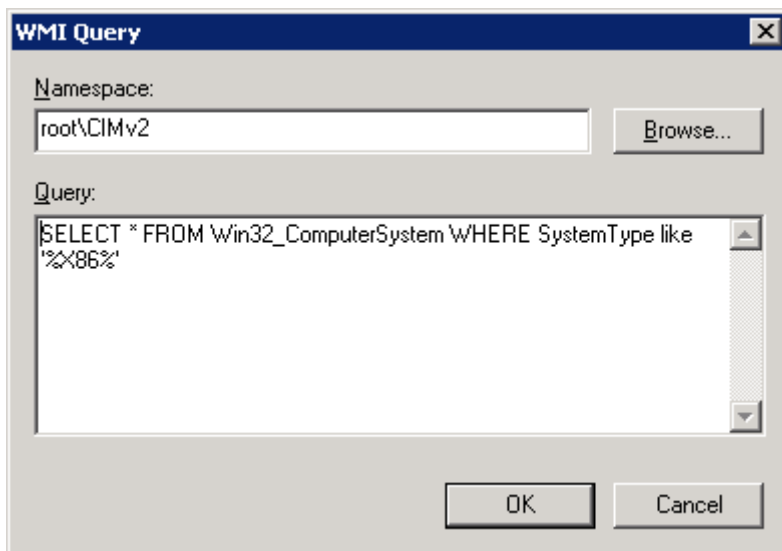 WMI Query
Namespace:
root\CIMv2
Browse...
Query:
SELECT * FROM Win32_ComputerSystem WHERE SystemType like
'%X86%'
OK
Cancel